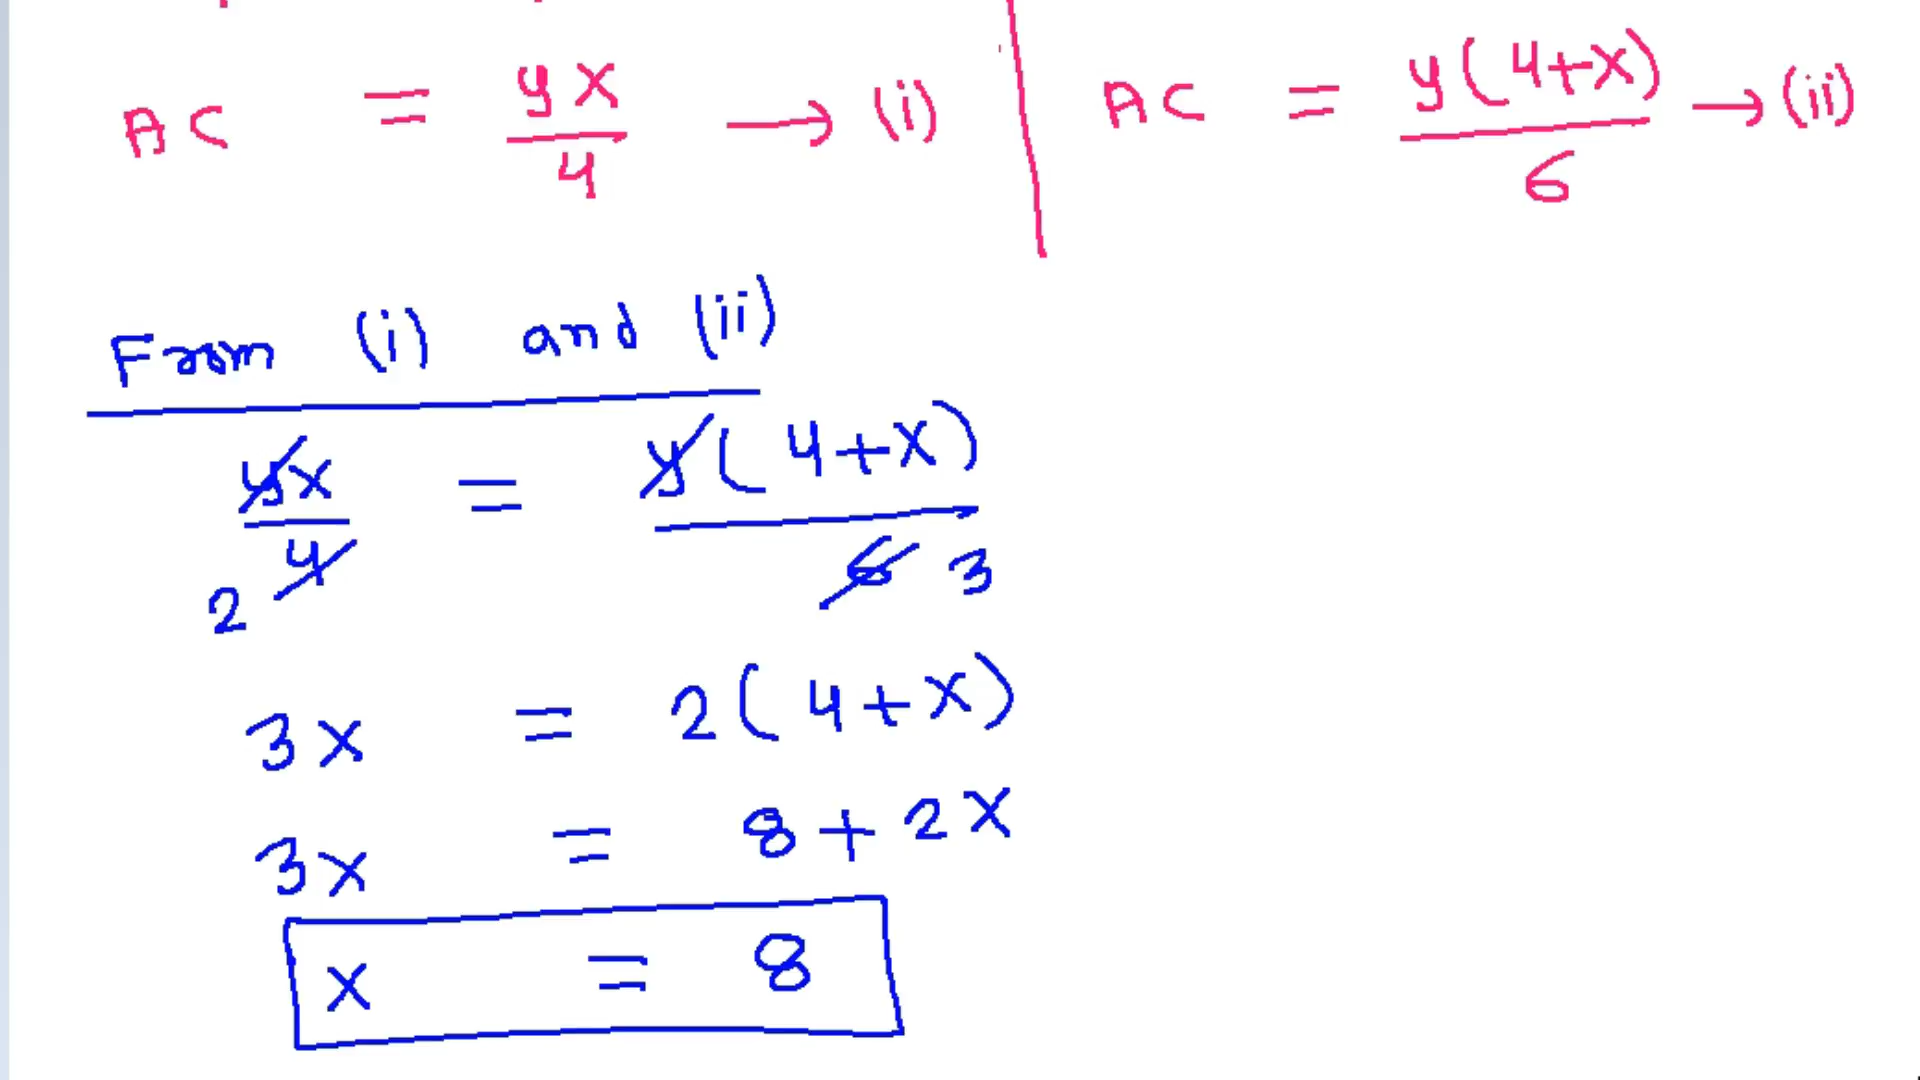 AC = yx/4 → (i)
AC = y(4+x)/6 → (ii)
From (i) and (ii)
yx/4 = y(4+x)/6
2 3
3x = 2(4+x)
3x = 8+2x
x = 8